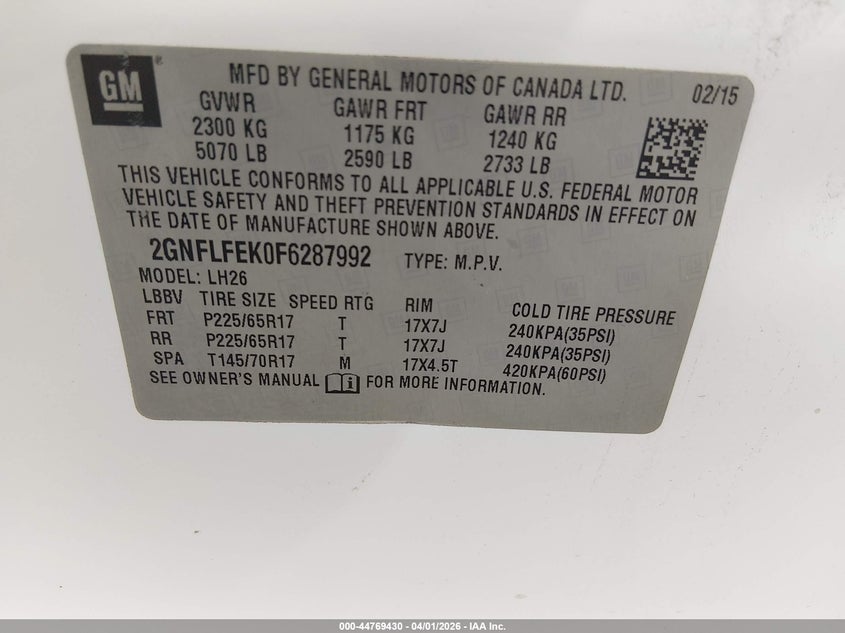 GM ®
MFD BY GENERAL MOTORS OF CANADA LTD. 02/15
GVWR GAWR FRT GAWR RR
2300 KG 1175 KG 1240 KG
5070 LB 2590 LB 2733 LB
THIS VEHICLE CONFORMS TO ALL APPLICABLE U.S. FEDERAL MOTOR
VEHICLE SAFETY AND THEFT PREVENTION STANDARDS IN EFFECT ON
THE DATE OF MANUFACTURE SHOWN ABOVE.
2GNFLFEK0F6287992 TYPE: M.P.V.
MODEL: LH26
LBBV TIRE SIZE SPEED RTG RIM COLD TIRE PRESSURE
FRT P225/65R17 T 17X7J 240KPA(35PSI)
RR P225/65R17 T 17X7J 240KPA(35PSI)
SPA T145/70R17 M 17X4.5T 420KPA(60PSI)
SEE OWNER'S MANUAL FOR MORE INFORMATION.
000-44769430 - 04/01/2026 - IAA Inc.